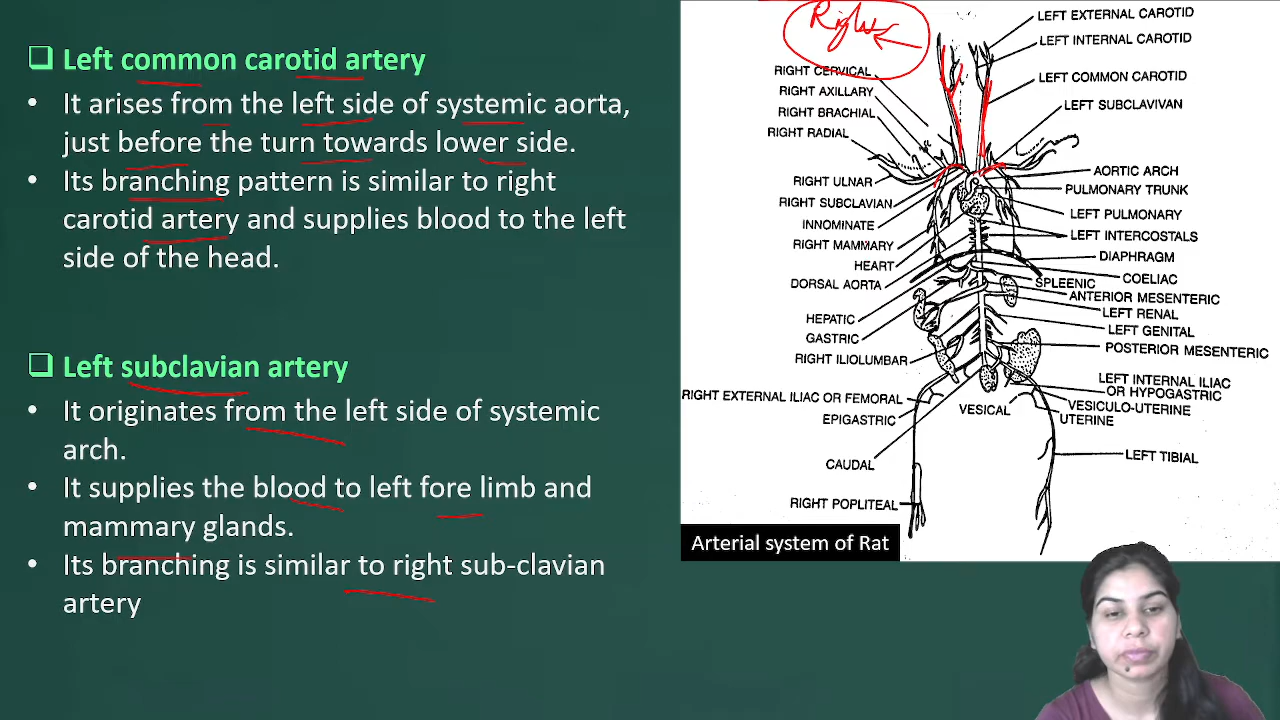 ❑ Left common carotid artery
• It arises from the left side of systemic aorta,
just before the turn towards lower side.
• Its branching pattern is similar to right
carotid artery and supplies blood to the left
side of the head.
❑ Left subclavian artery
• It originates from the left side of systemic
arch.
• It supplies the blood to left fore limb and
mammary glands.
• Its branching is similar to right sub-clavian
artery
Right
RIGHT CERVICAL
RIGHT AXILLARY
RIGHT BRACHIAL
RIGHT RADIAL
RIGHT ULNAR
RIGHT SUBCLAVIAN
INNOMINATE
RIGHT MAMMARY
HEART
DORSAL AORTA
HEPATIC
GASTRIC
RIGHT ILIOLUMBAR
RIGHT EXTERNAL ILIAC OR FEMORAL
EPIGASTRIC
CAUDAL
RIGHT POPLITEAL
LEFT EXTERNAL CAROTID
LEFT INTERNAL CAROTID
LEFT COMMON CAROTID
LEFT SUBCLAVIVAN
AORTIC ARCH
PULMONARY TRUNK
LEFT PULMONARY
LEFT INTERCOSTALS
DIAPHRAGM
COELIAC
SPLEENIC
ANTERIOR MESENTERIC
LEFT RENAL
LEFT GENITAL
POSTERIOR MESENTERIC
LEFT INTERNAL ILIAC
OR HYPOGASTRIC
VESICULO-UTERINE
UTERINE
VESICAL
LEFT TIBIAL
Arterial system of Rat